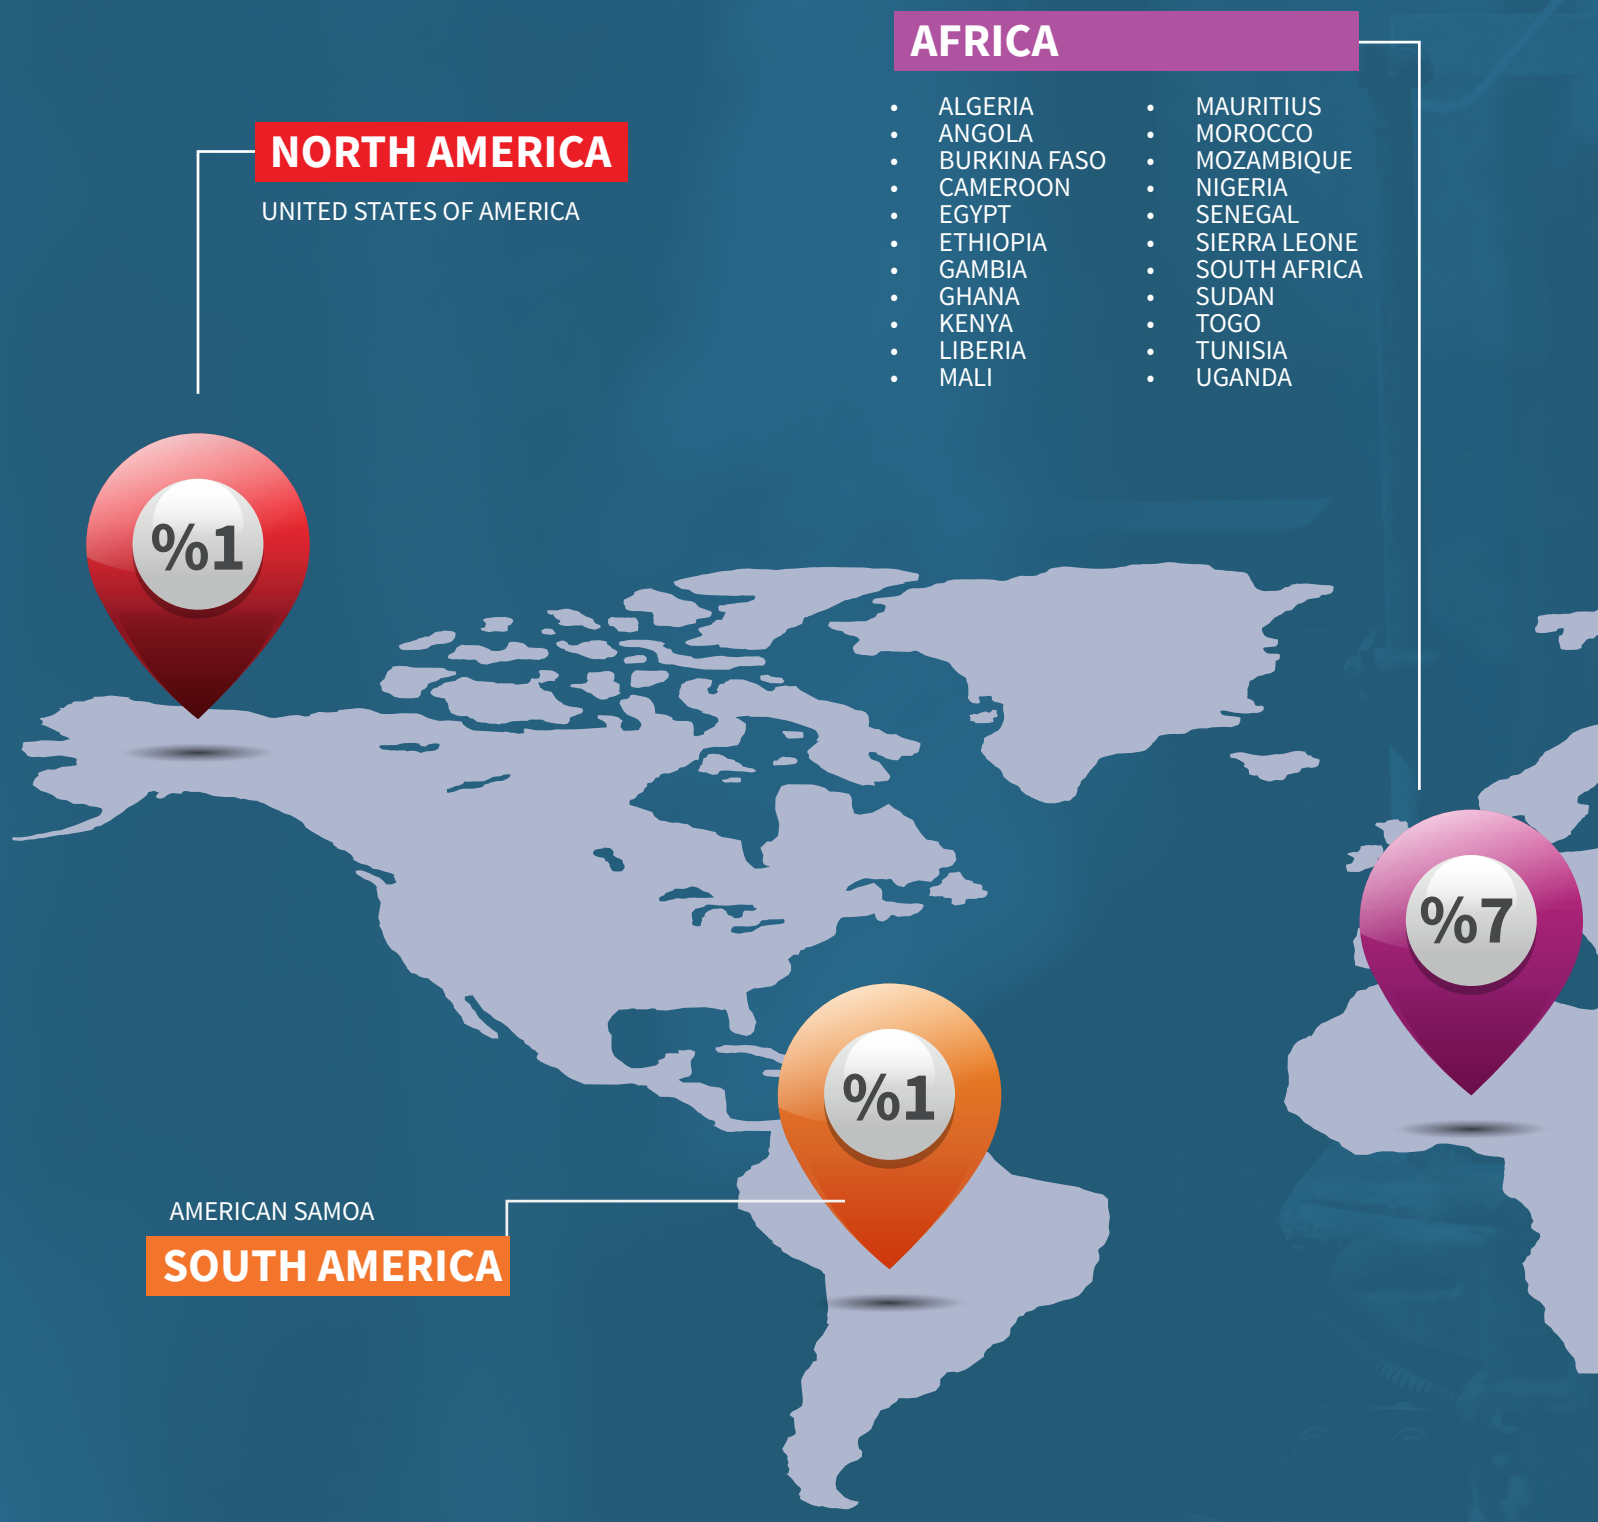 AFRICA
• ALGERIA
• ANGOLA
• BURKINA FASO
• CAMEROON
• EGYPT
• ETHIOPIA
• GAMBIA
• GHANA
• KENYA
• LIBERIA
• MALI
• MAURITIUS
• MOROCCO
• MOZAMBIQUE
• NIGERIA
• SENEGAL
• SIERRA LEONE
• SOUTH AFRICA
• SUDAN
• TOGO
• TUNISIA
• UGANDA
NORTH AMERICA
UNITED STATES OF AMERICA
%1
%7
%1
AMERICAN SAMOA
SOUTH AMERICA